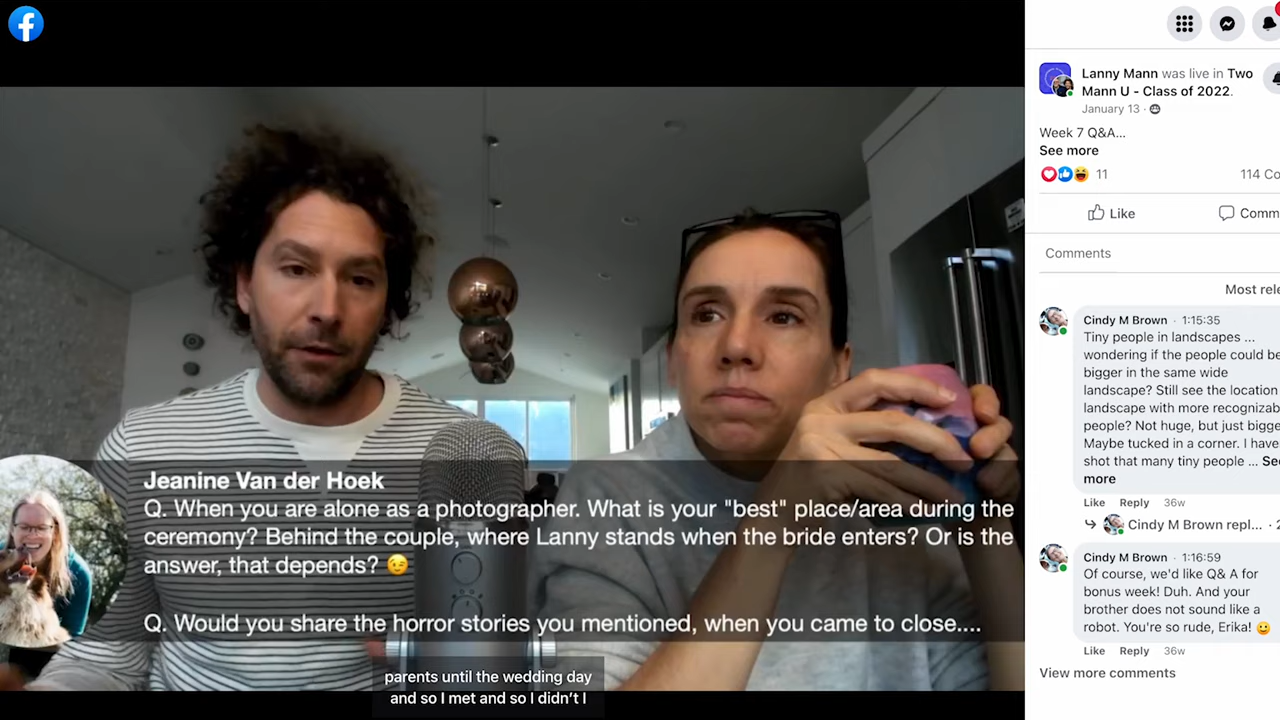 Jeanine Van der Hoek
Q. When you are alone as a photographer. What is your "best" place/area during the
ceremony? Behind the couple, where Lanny stands when the bride enters? Or is the
answer, that depends? 😉
Q. Would you share the horror stories you mentioned, when you came to close....
parents until the wedding day
and so I met and so I didn't I
Lanny Mann was live in Two
Mann U - Class of 2022.
January 13 ·
Week 7 Q&A...
See more
11
114 Co
Like
Comm
Comments
Most rele
Cindy M Brown · 1:15:35
Tiny people in landscapes ...
wondering if the people could be
bigger in the same wide
landscape? Still see the location
landscape with more recognizab
people? Not huge, but just bigge
Maybe tucked in a corner. I have
shot that many tiny people ... Se
more
Like Reply 36w
Cindy M Brown repl... · 2
Cindy M Brown · 1:16:59
Of course, we'd like Q & A for
bonus week! Duh. And your
brother does not sound like a
robot. You're so rude, Erika! 🙂
Like Reply 36w
View more comments